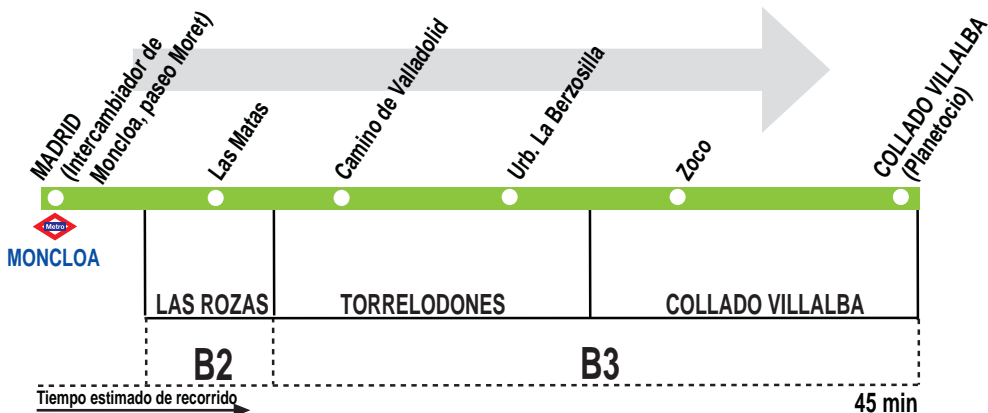 MADRID
(Intercambiador de
Moncloa, paseo Moret)
Las Matas
Camino de Valladolid
Urb. La Berzosilla
Zoco
COLLADO VILLALBA
(Planetocio)
Metro
MONCLOA
LAS ROZAS
TORRELODONES
COLLADO VILLALBA
B2
B3
Tiempo estimado de recorrido
45 min